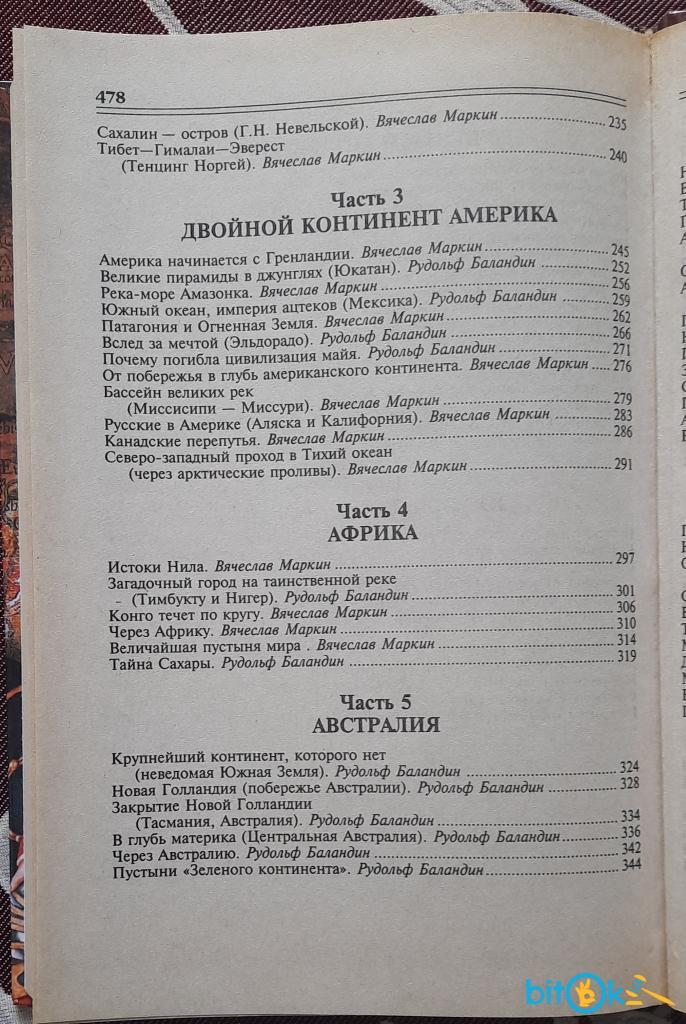 478
Сахалин — остров (Г.Н. Невельской). Вячеслав Маркин 235
Тибет—Гималаи—Эверест
(Тенцинг Норгей). Вячеслав Маркин 240
Часть 3
ДВОЙНОЙ КОНТИНЕНТ АМЕРИКА
Америка начинается с Гренландии. Вячеслав Маркин 245
Великие пирамиды в джунглях (Юкатан). Рудольф Баландин 252
Река-море Амазонка. Вячеслав Маркин 256
Южный океан, империя ацтеков (Мексика). Рудольф Баландин 259
Патагония и Огненная Земля. Вячеслав Маркин 262
Вслед за мечтой (Эльдорадо). Рудольф Баландин 266
Почему погибла цивилизация майя. Рудольф Баландин 271
От побережья в глубь американского континента. Вячеслав Маркин 276
Бассейн великих рек
(Миссисипи — Миссури). Вячеслав Маркин 279
Русские в Америке (Аляска и Калифорния). Вячеслав Маркин 283
Канадские перепутья. Вячеслав Маркин 286
Северо-западный проход в Тихий океан
(через арктические проливы). Вячеслав Маркин 291
Часть 4
АФРИКА
Истоки Нила. Вячеслав Маркин 297
Загадочный город на таинственной реке
(Тимбукту и Нигер). Рудольф Баландин 301
Конго течет по кругу. Вячеслав Маркин 306
Через Африку. Вячеслав Маркин 310
Величайшая пустыня мира . Вячеслав Маркин 314
Тайна Сахары. Рудольф Баландин 319
Часть 5
АВСТРАЛИЯ
Крупнейший континент, которого нет
(неведомая Южная Земля). Рудольф Баландин 324
Новая Голландия (побережье Австралии). Рудольф Баландин 328
Закрытие Новой Голландии
(Тасмания, Австралия). Рудольф Баландин 334
В глубь материка (Центральная Австралия). Рудольф Баландин 336
Через Австралию. Рудольф Баландин 342
Пустыни «Зеленого континента». Рудольф Баландин 344
bitok